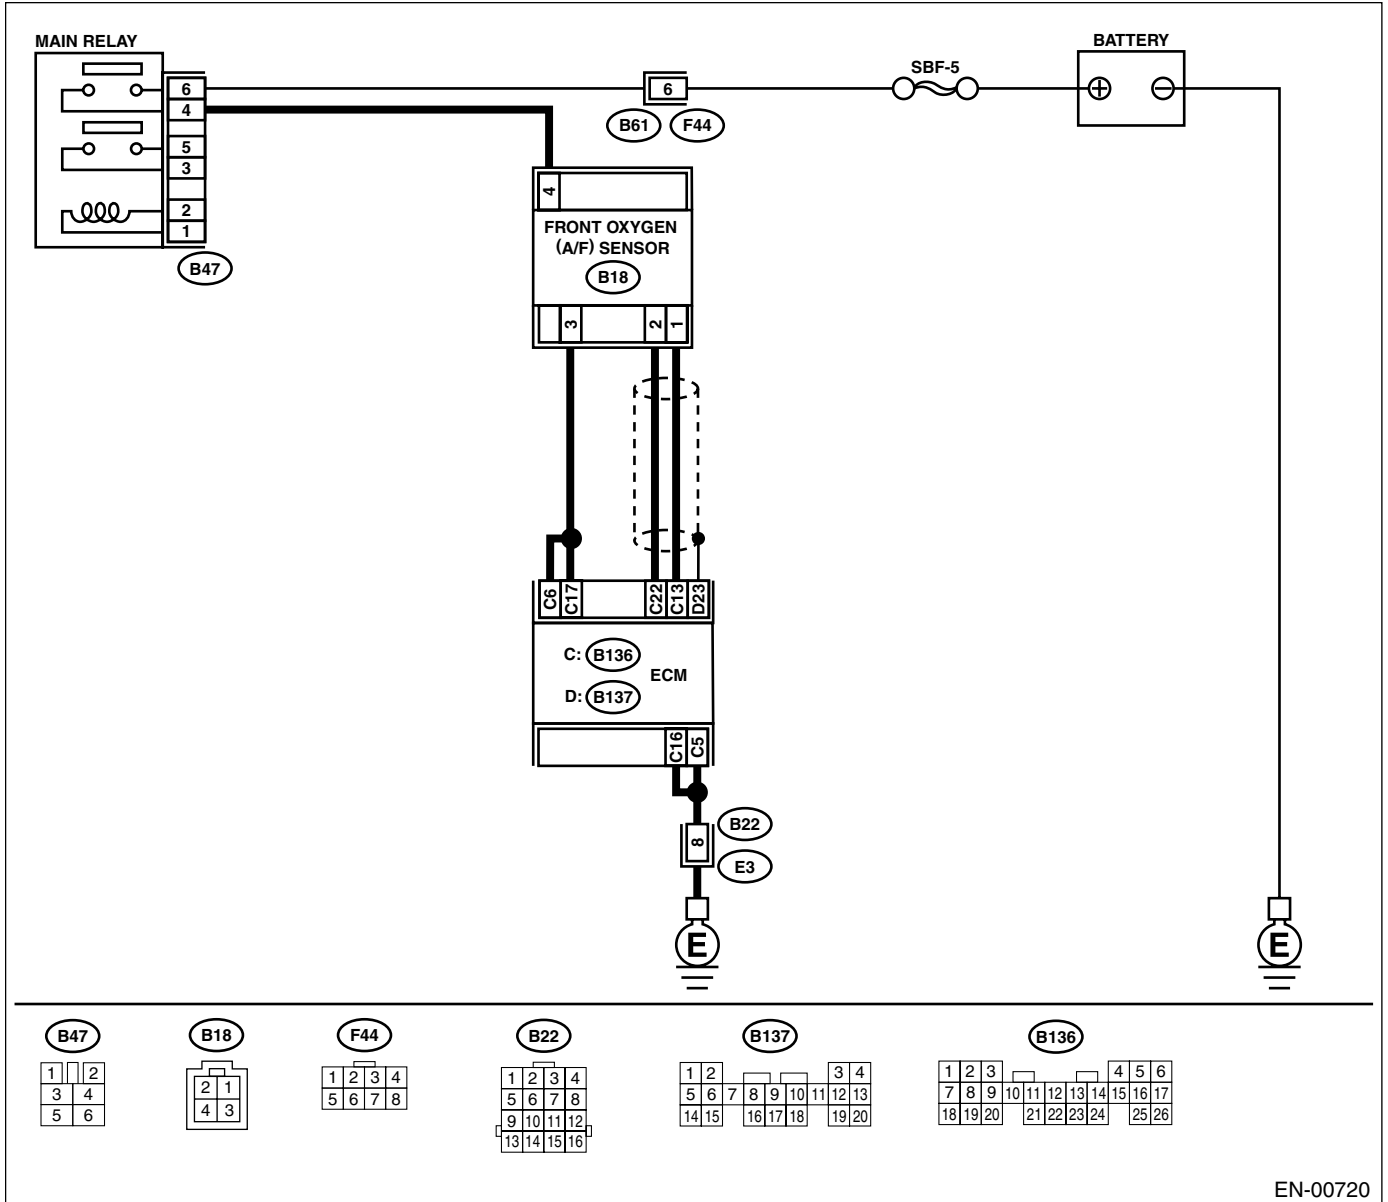 MAIN RELAY
BATTERY
SBF-5
6
4
5
3
2
1
B47
6
B61 F44
+ −
4
FRONT OXYGEN
(A/F) SENSOR
B18
3 2 1
C6 C17 C22 C13 D23
C: B136
ECM
D: B137
C16 C5
8
B22
E3
E
E
B47
1 2
3 4
5 6
B18
2 1
4 3
F44
1 2 3 4
5 6 7 8
B22
1 2 3 4
5 6 7 8
9 10 11 12
13 14 15 16
B137
1 2 3 4
5 6 7 8 9 10 11 12 13
14 15 16 17 18 19 20
B136
1 2 3 4 5 6
7 8 9 10 11 12 13 14 15 16 17
18 19 20 21 22 23 24 25 26
EN-00720